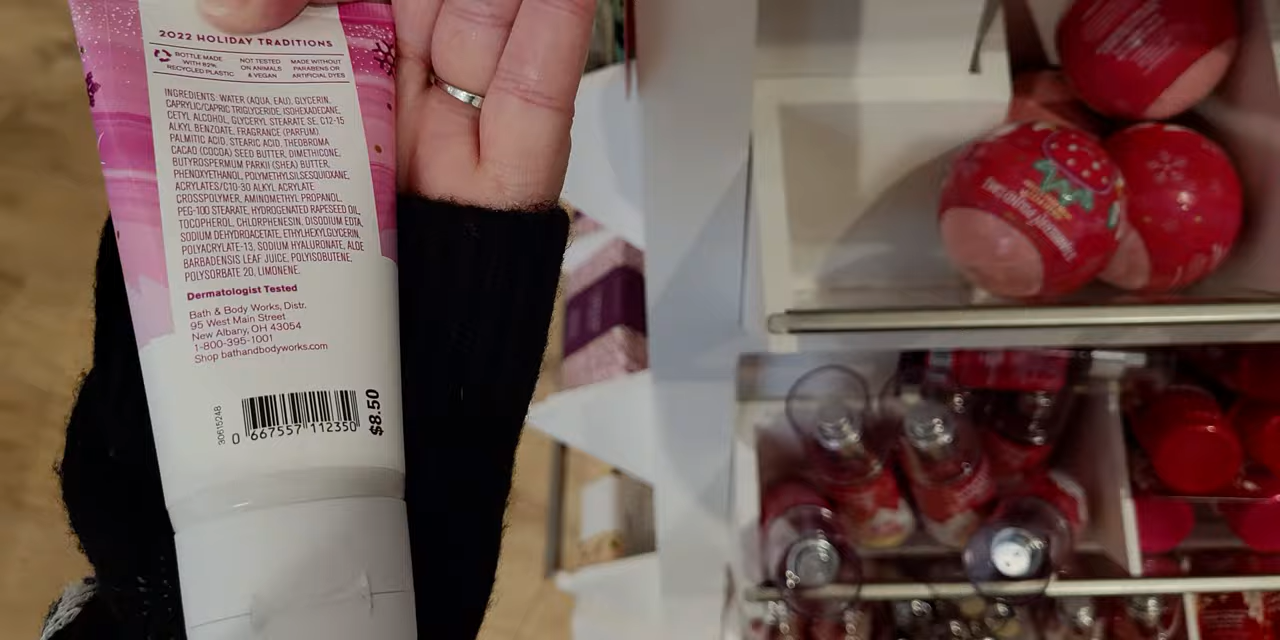 2022 HOLIDAY TRADITIONS
BOTTLE MADE
WITH 82%
RECYCLED PLASTIC
NOT TESTED
ON ANIMALS
& VEGAN
MADE WITHOUT
PARABENS OR
ARTIFICIAL DYES
INGREDIENTS: WATER (AQUA, EAU), GLYCERIN,
CAPRYLIC/CAPRIC TRIGLYCERIDE, ISOHEXADECANE,
CETYL ALCOHOL, GLYCERYL STEARATE SE, C12-15
ALKYL BENZOATE, FRAGRANCE (PARFUM),
PALMITIC ACID, STEARIC ACID, THEOBROMA
CACAO (COCOA) SEED BUTTER, DIMETHICONE,
BUTYROSPERMUM PARKII (SHEA) BUTTER,
PHENOXYETHANOL, POLYMETHYLSILSESQUIOXANE,
ACRYLATES/C10-30 ALKYL ACRYLATE
CROSSPOLYMER, AMINOMETHYL PROPANOL,
PEG-100 STEARATE, HYDROGENATED RAPESEED OIL,
TOCOPHEROL, CHLORPHENESIN, DISODIUM EDTA,
SODIUM DEHYDROACETATE, ETHYLHEXYLGLYCERIN,
POLYACRYLATE-13, SODIUM HYALURONATE, ALOE
BARBADENSIS LEAF JUICE, POLYISOBUTENE,
POLYSORBATE 20, LIMONENE.
Dermatologist Tested
Bath & Body Works, Distr.
95 West Main Street
New Albany, OH 43054
1-800-395-1001
Shop bathandbodyworks.com
30615248
0 667557 112350
$8.50